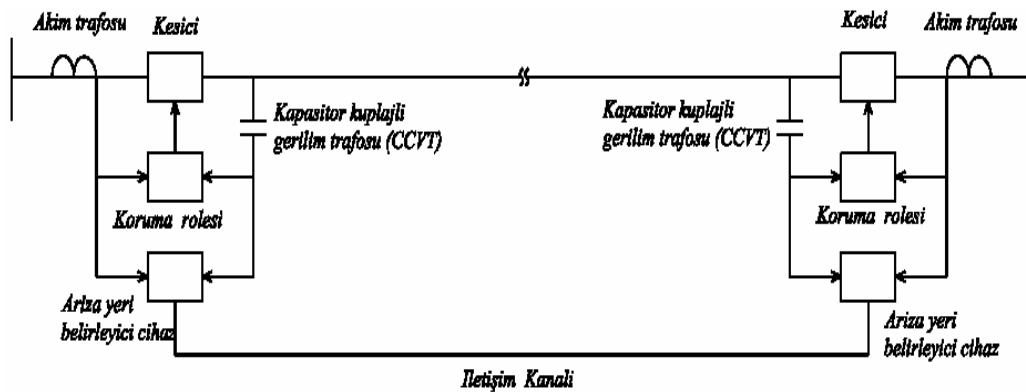 Akim trafosu
Kesici
Kesici
Akim trafosu
Kapasitor kuplajli
gerilim trafosu (CCVT)
Kapasitor kuplajli
gerilim trafosu (CCVT)
Koruma rolesi
Koruma rolesi
Ariza yeri
belirleyici cihaz
Ariza yeri
belirleyici cihaz
Iletişim Kanali